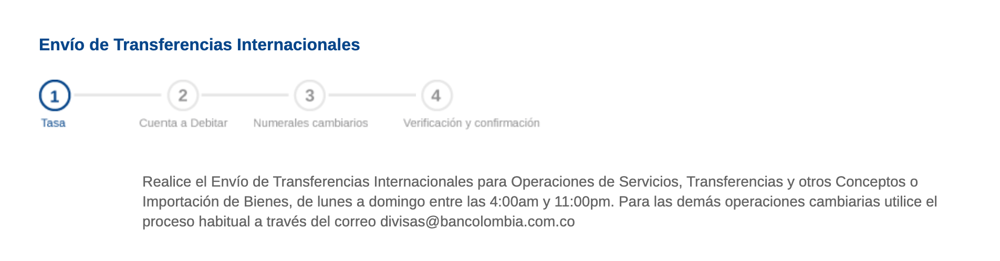 Envío de Transferencias Internacionales
1 2 3 4
Tasa Cuenta a Debitar Numerales cambiarios Verificación y confirmación
Realice el Envío de Transferencias Internacionales para Operaciones de Servicios, Transferencias y otros Conceptos o
Importación de Bienes, de lunes a domingo entre las 4:00am y 11:00pm. Para las demás operaciones cambiarias utilice el
proceso habitual a través del correo divisas@bancolombia.com.co